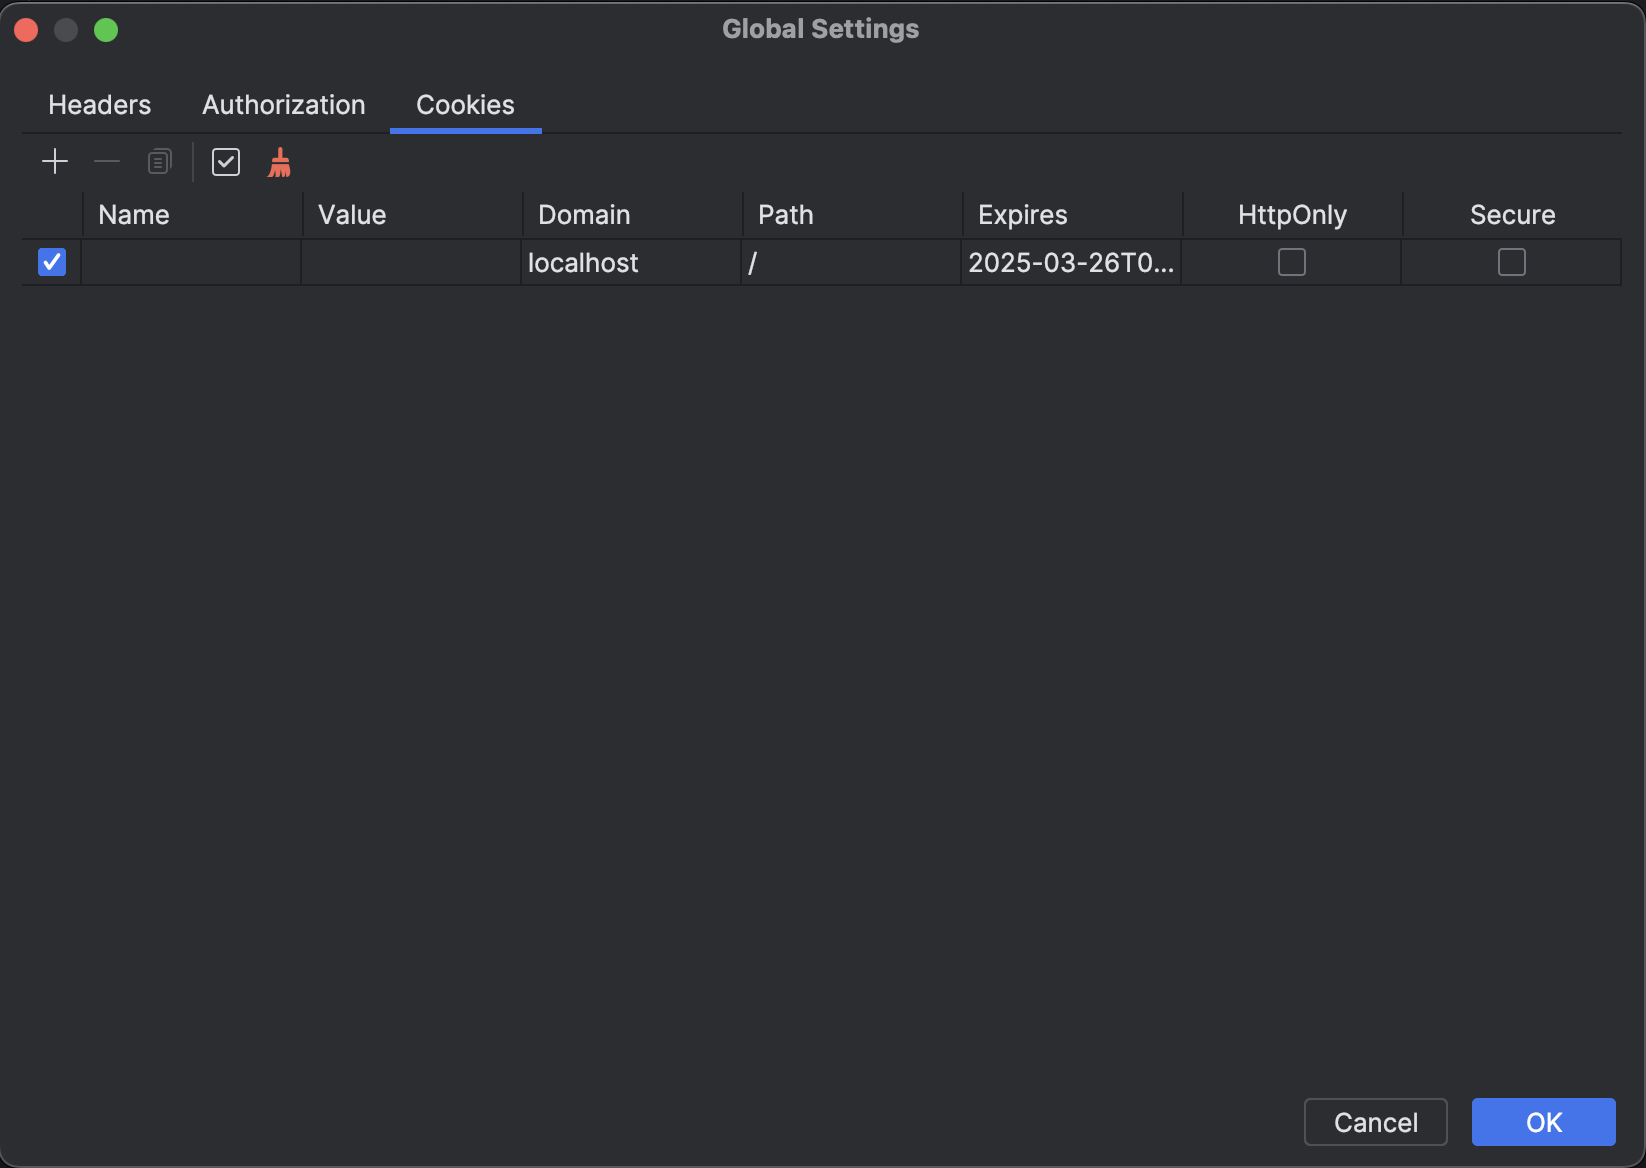 Global Settings
Headers Authorization Cookies
Name Value Domain Path Expires HttpOnly Secure
localhost / 2025-03-26T0...
Cancel OK